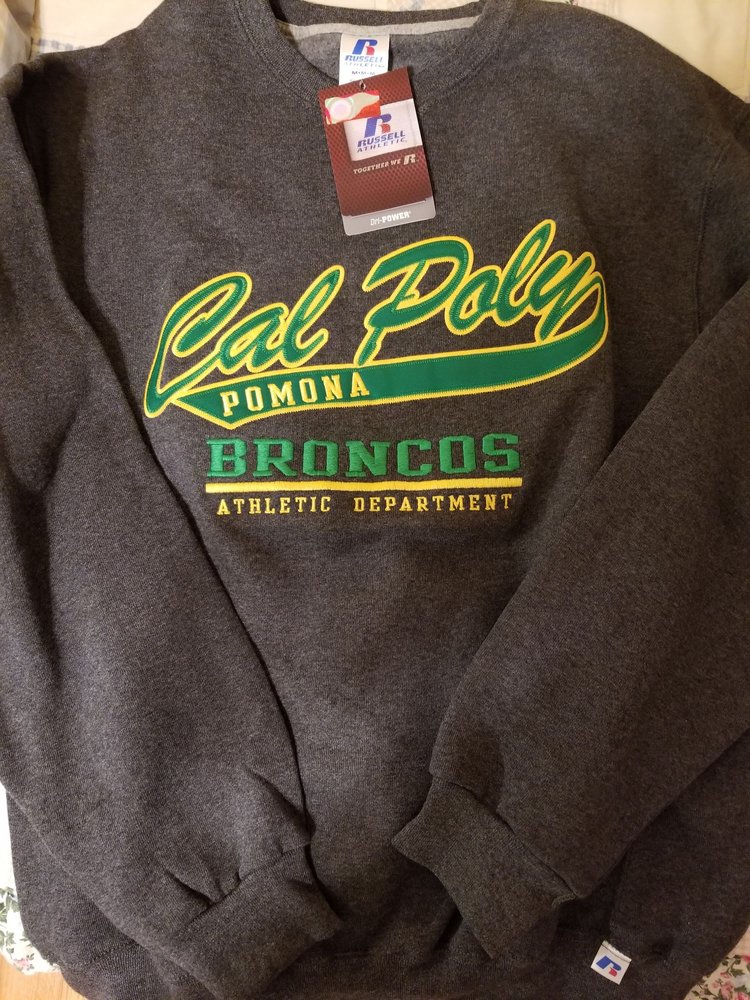 R
RUSSELL
ATHLETIC
R
RUSSELL
ATHLETIC
TOGETHER WE R
DRI-POWER®
Cal Poly
POMONA
BRONCOS
ATHLETIC DEPARTMENT
R